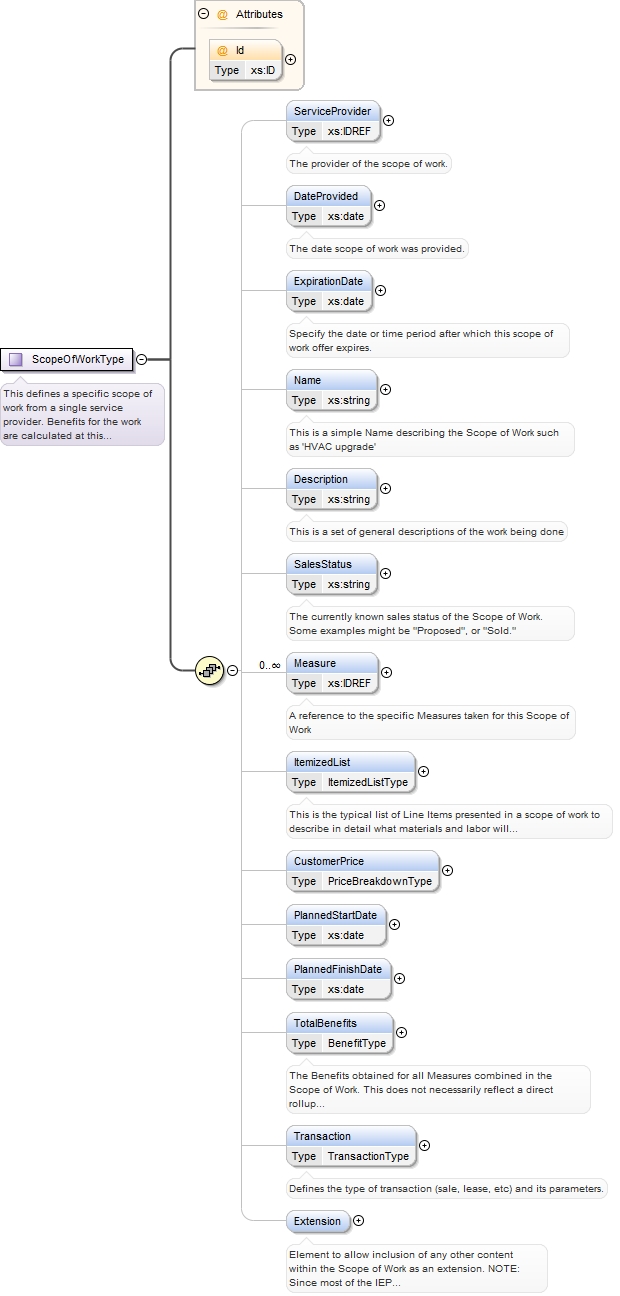 Attributes
@ Id
Type xs:ID
ServiceProvider
Type xs:IDREF
The provider of the scope of work.
DateProvided
Type xs:date
The date scope of work was provided.
ExpirationDate
Type xs:date
Specify the date or time period after which this scope of
work offer expires.
ScopeOfWorkType
This defines a specific scope of
work from a single service
provider. Benefits for the work
are calculated at this...
Name
Type xs:string
This is a simple Name describing the Scope of Work such
as 'HVAC upgrade'
Description
Type xs:string
This is a set of general descriptions of the work being done
SalesStatus
Type xs:string
The currently known sales status of the Scope of Work.
Some examples might be "Proposed", or "Sold."
0..∞ Measure
Type xs:IDREF
A reference to the specific Measures taken for this Scope of
Work
ItemizedList
Type ItemizedListType
This is the typical list of Line Items presented in a scope of work to
describe in detail what materials and labor will...
CustomerPrice
Type PriceBreakdownType
PlannedStartDate
Type xs:date
PlannedFinishDate
Type xs:date
TotalBenefits
Type BenefitType
The Benefits obtained for all Measures combined in the
Scope of Work. This does not necessarily reflect a direct
rollup...
Transaction
Type TransactionType
Defines the type of transaction (sale, lease, etc) and its parameters.
Extension
Element to allow inclusion of any other content
within the Scope of Work as an extension. NOTE:
Since most of the IEP...